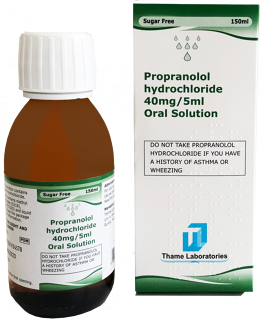 Sugar Free 150ml
Propranolol
hydrochloride
40mg/5ml
Oral Solution
DO NOT TAKE PROPRANOLOL
HYDROCHLORIDE IF YOU HAVE
A HISTORY OF ASTHMA OR
WHEEZING
Thame Laboratories
Sugar Free 150ml
Propranolol
hydrochloride
40mg/5ml
Oral Solution
DO NOT TAKE PROPRANOLOL
HYDROCHLORIDE IF YOU HAVE
A HISTORY OF ASTHMA OR
WHEEZING
POM